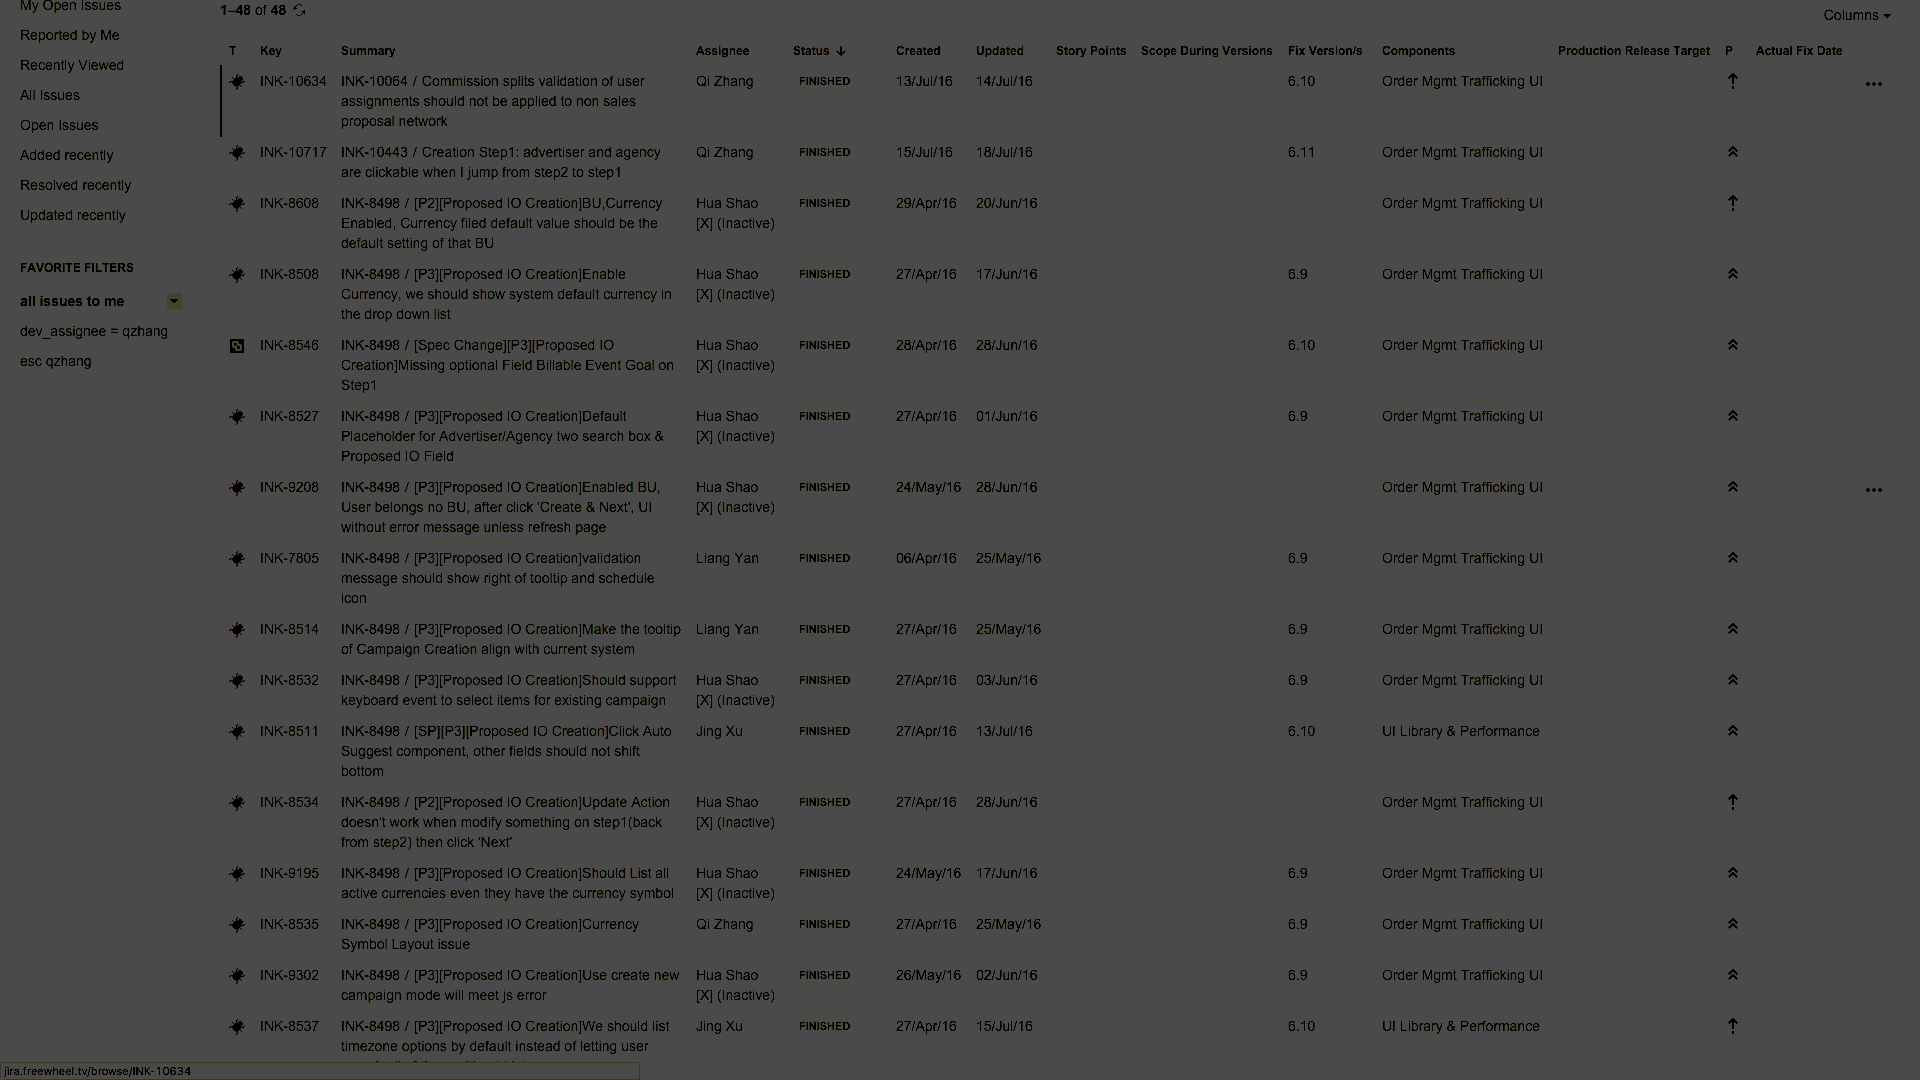 My Open Issues
Reported by Me
Recently Viewed
All Issues
Open Issues
Added recently
Resolved recently
Updated recently
FAVORITE FILTERS
all issues to me
dev_assignee = qzhang
esc qzhang
1–48 of 48
Columns
T Key Summary Assignee Status Created Updated Story Points Scope During Versions Fix Version/s Components Production Release Target P Actual Fix Date
INK-10634 INK-10064 / Commission splits validation of user Qi Zhang FINISHED 13/Jul/16 14/Jul/16 6.10 Order Mgmt Trafficking UI
assignments should not be applied to non sales
proposal network
INK-10717 INK-10443 / Creation Step1: advertiser and agency Qi Zhang FINISHED 15/Jul/16 18/Jul/16 6.11 Order Mgmt Trafficking UI
are clickable when I jump from step2 to step1
INK-8608 INK-8498 / [P2][Proposed IO Creation]BU,Currency Hua Shao FINISHED 29/Apr/16 20/Jun/16 Order Mgmt Trafficking UI
Enabled, Currency filed default value should be the [X] (Inactive)
default setting of that BU
INK-8508 INK-8498 / [P3][Proposed IO Creation]Enable Hua Shao FINISHED 27/Apr/16 17/Jun/16 6.9 Order Mgmt Trafficking UI
Currency, we should show system default currency in [X] (Inactive)
the drop down list
INK-8546 INK-8498 / [Spec Change][P3][Proposed IO Hua Shao FINISHED 28/Apr/16 28/Jun/16 6.10 Order Mgmt Trafficking UI
Creation]Missing optional Field Billable Event Goal on [X] (Inactive)
Step1
INK-8527 INK-8498 / [P3][Proposed IO Creation]Default Hua Shao FINISHED 27/Apr/16 01/Jun/16 6.9 Order Mgmt Trafficking UI
Placeholder for Advertiser/Agency two search box & [X] (Inactive)
Proposed IO Field
INK-9208 INK-8498 / [P3][Proposed IO Creation]Enabled BU, Hua Shao FINISHED 24/May/16 28/Jun/16 Order Mgmt Trafficking UI
User belongs no BU, after click 'Create & Next', UI [X] (Inactive)
without error message unless refresh page
INK-7805 INK-8498 / [P3][Proposed IO Creation]validation Liang Yan FINISHED 06/Apr/16 25/May/16 6.9 Order Mgmt Trafficking UI
message should show right of tooltip and schedule
icon
INK-8514 INK-8498 / [P3][Proposed IO Creation]Make the tooltip Liang Yan FINISHED 27/Apr/16 25/May/16 6.9 Order Mgmt Trafficking UI
of Campaign Creation align with current system
INK-8532 INK-8498 / [P3][Proposed IO Creation]Should support Hua Shao FINISHED 27/Apr/16 03/Jun/16 6.9 Order Mgmt Trafficking UI
keyboard event to select items for existing campaign [X] (Inactive)
INK-8511 INK-8498 / [SP][P3][Proposed IO Creation]Click Auto Jing Xu FINISHED 27/Apr/16 13/Jul/16 6.10 UI Library & Performance
Suggest component, other fields should not shift
bottom
INK-8534 INK-8498 / [P2][Proposed IO Creation]Update Action Hua Shao FINISHED 27/Apr/16 28/Jun/16 Order Mgmt Trafficking UI
doesn't work when modify something on step1(back [X] (Inactive)
from step2) then click 'Next'
INK-9195 INK-8498 / [P3][Proposed IO Creation]Should List all Hua Shao FINISHED 24/May/16 17/Jun/16 6.9 Order Mgmt Trafficking UI
active currencies even they have the currency symbol [X] (Inactive)
INK-8535 INK-8498 / [P3][Proposed IO Creation]Currency Qi Zhang FINISHED 27/Apr/16 25/May/16 6.9 Order Mgmt Trafficking UI
Symbol Layout issue
INK-9302 INK-8498 / [P3][Proposed IO Creation]Use create new Hua Shao FINISHED 26/May/16 02/Jun/16 6.9 Order Mgmt Trafficking UI
campaign mode will meet js error [X] (Inactive)
INK-8537 INK-8498 / [P3][Proposed IO Creation]We should list Jing Xu FINISHED 27/Apr/16 15/Jul/16 6.10 UI Library & Performance
timezone options by default instead of letting user
jira.freewheel.tv/browse/INK-10634